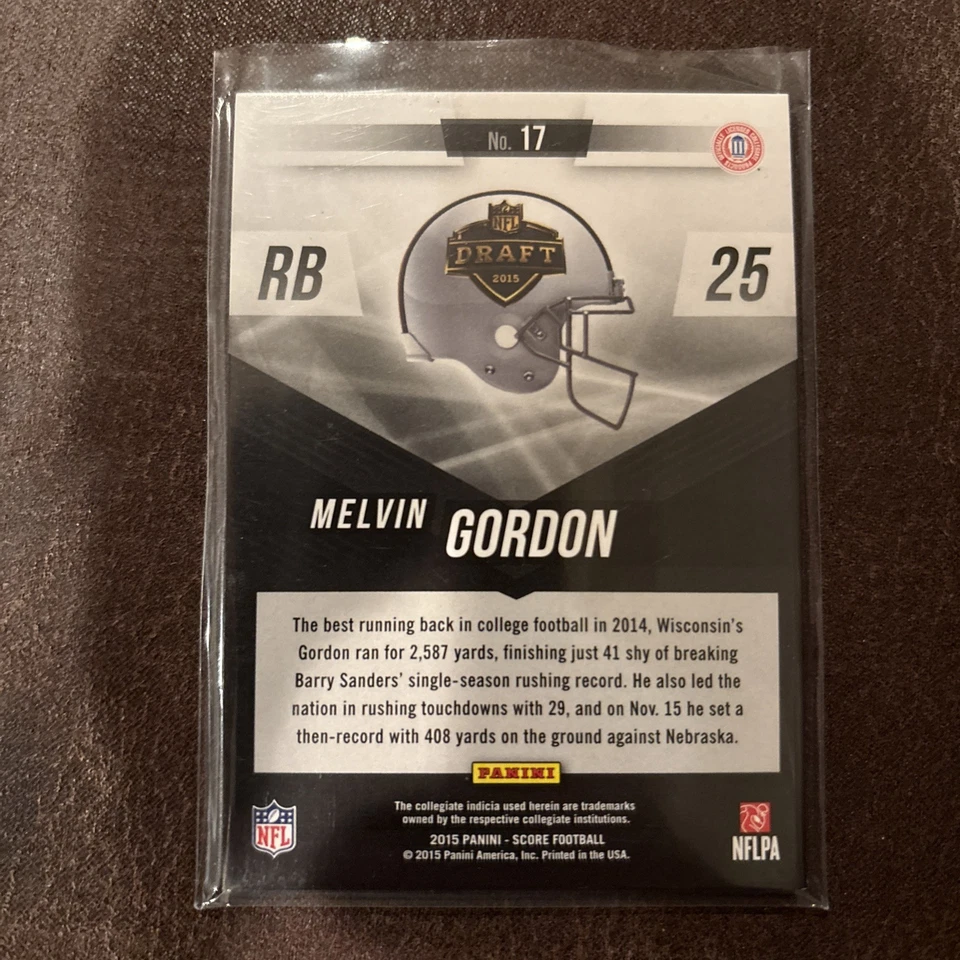 No. 17
OFFICIALLY LICENSED COLLEGIATE PRODUCTS
NFL
DRAFT
2015
RB
25
MELVIN GORDON
The best running back in college football in 2014, Wisconsin's
Gordon ran for 2,587 yards, finishing just 41 shy of breaking
Barry Sanders' single-season rushing record. He also led the
nation in rushing touchdowns with 29, and on Nov. 15 he set a
then-record with 408 yards on the ground against Nebraska.
PANINI
The collegiate indicia used herein are trademarks
owned by the respective collegiate institutions.
2015 PANINI - SCORE FOOTBALL
© 2015 Panini America, Inc. Printed in the USA.
NFL
NFLPA